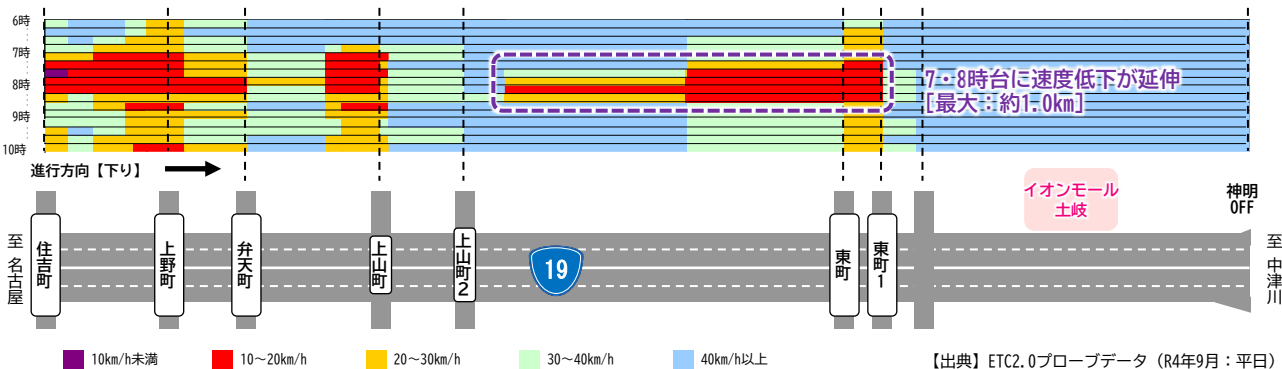 6時
7時
8時
9時
10時
7・8時台に速度低下が延伸
[最大：約1.0km]
進行方向【下り】
イオンモール
土岐
神明
OFF
至 名古屋
住吉町
上野町
弁天町
上山町
上山町2
19
東町
東町1
至 中津川
10km/h未満
10～20km/h
20～30km/h
30～40km/h
40km/h以上
【出典】ETC2.0プローブデータ（R4年9月：平日）